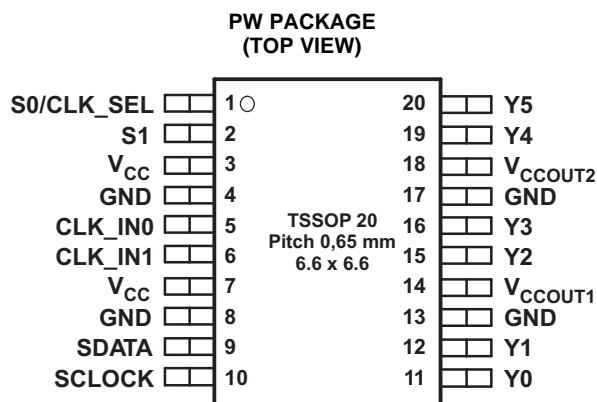 PW PACKAGE
(TOP VIEW)
S0/CLK_SEL 1 20 Y5
S1 2 19 Y4
VCC 3 18 VCCOUT2
GND 4 17 GND
CLK_IN0 5 16 Y3
CLK_IN1 6 15 Y2
VCC 7 14 VCCOUT1
GND 8 13 GND
SDATA 9 12 Y1
SCLOCK 10 11 Y0
TSSOP 20
Pitch 0,65 mm
6.6 x 6.6